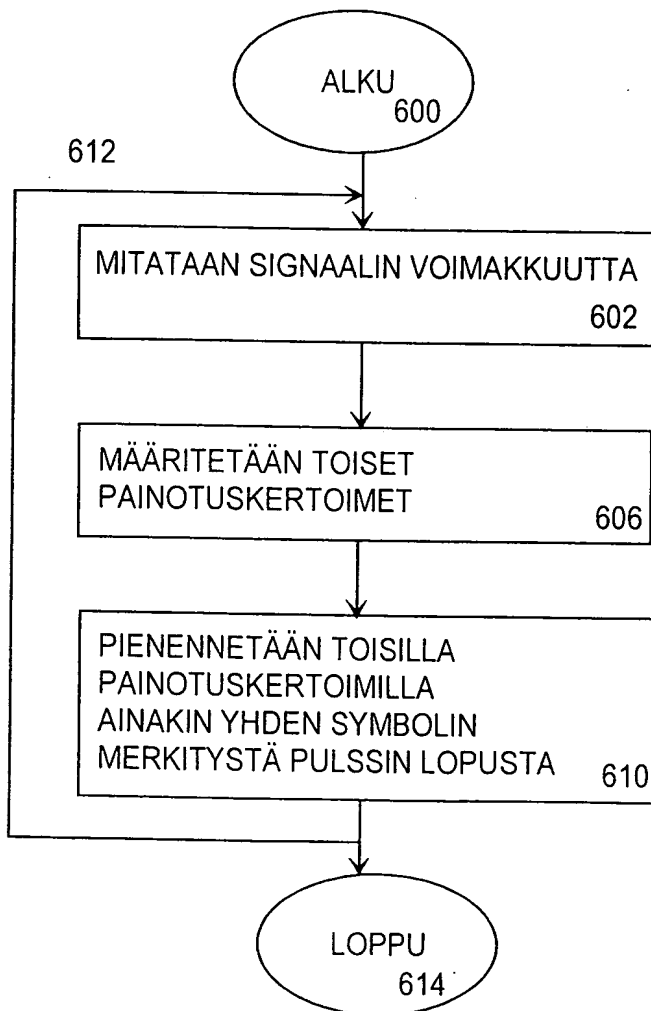 ALKU
600
612
MITATAAN SIGNAALIN VOIMAKKUUTTA
602
MÄÄRITETÄÄN TOISET
PAINOTUSKERTOIMET
606
PIENENNETÄÄN TOISILLA
PAINOTUSKERTOIMILLA
AINAKIN YHDEN SYMBOLIN
MERKITYSTÄ PULSSIN LOPUSTA
610
LOPPU
614